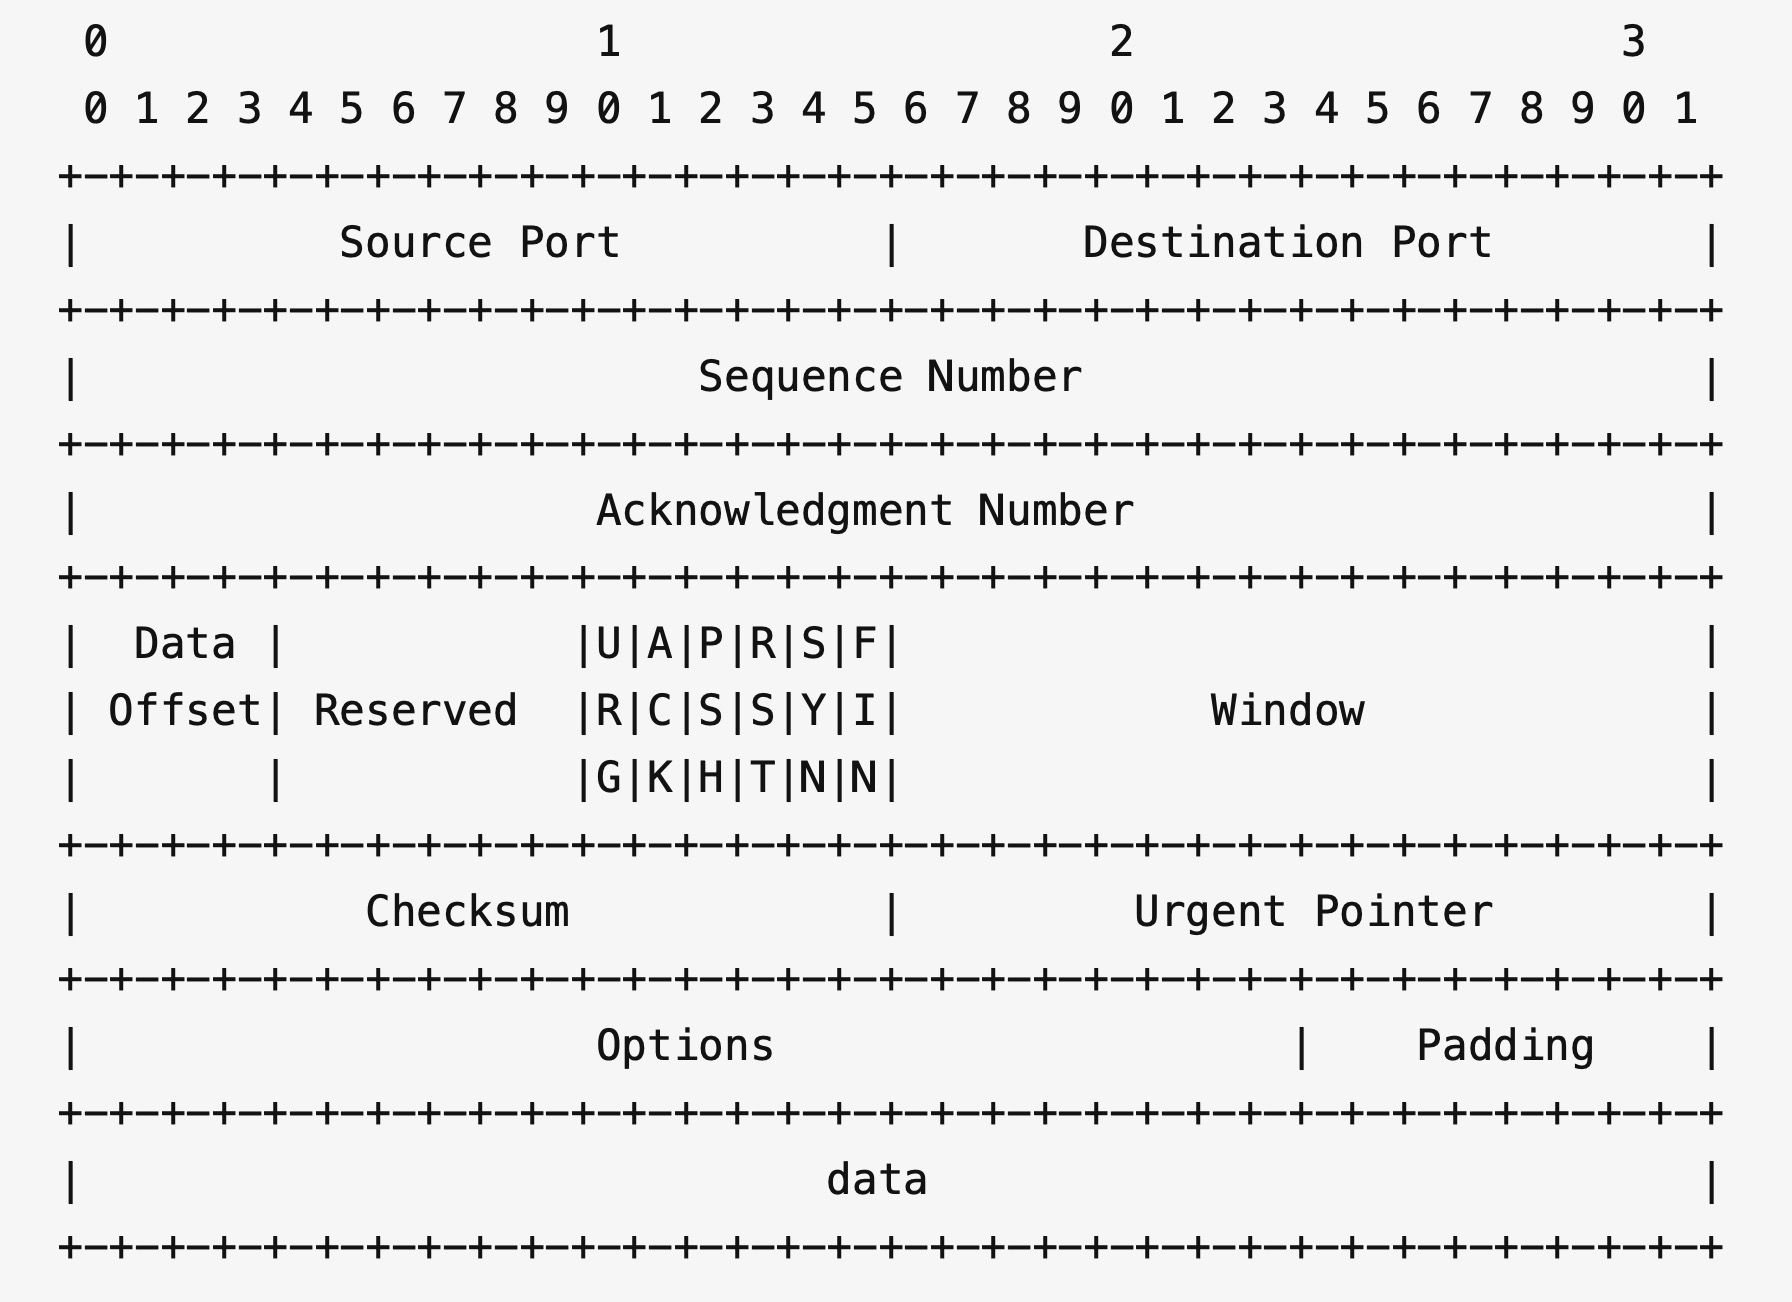 0                   1                   2                   3
 0 1 2 3 4 5 6 7 8 9 0 1 2 3 4 5 6 7 8 9 0 1 2 3 4 5 6 7 8 9 0 1
+-+-+-+-+-+-+-+-+-+-+-+-+-+-+-+-+-+-+-+-+-+-+-+-+-+-+-+-+-+-+-+-+
|          Source Port          |       Destination Port        |
+-+-+-+-+-+-+-+-+-+-+-+-+-+-+-+-+-+-+-+-+-+-+-+-+-+-+-+-+-+-+-+-+
|                        Sequence Number                        |
+-+-+-+-+-+-+-+-+-+-+-+-+-+-+-+-+-+-+-+-+-+-+-+-+-+-+-+-+-+-+-+-+
|                    Acknowledgment Number                      |
+-+-+-+-+-+-+-+-+-+-+-+-+-+-+-+-+-+-+-+-+-+-+-+-+-+-+-+-+-+-+-+-+
|  Data |           |U|A|P|R|S|F|                               |
| Offset| Reserved  |R|C|S|S|Y|I|            Window             |
|       |           |G|K|H|T|N|N|                               |
+-+-+-+-+-+-+-+-+-+-+-+-+-+-+-+-+-+-+-+-+-+-+-+-+-+-+-+-+-+-+-+-+
|           Checksum            |         Urgent Pointer        |
+-+-+-+-+-+-+-+-+-+-+-+-+-+-+-+-+-+-+-+-+-+-+-+-+-+-+-+-+-+-+-+-+
|                    Options                    |    Padding    |
+-+-+-+-+-+-+-+-+-+-+-+-+-+-+-+-+-+-+-+-+-+-+-+-+-+-+-+-+-+-+-+-+
|                             data                              |
+-+-+-+-+-+-+-+-+-+-+-+-+-+-+-+-+-+-+-+-+-+-+-+-+-+-+-+-+-+-+-+-+